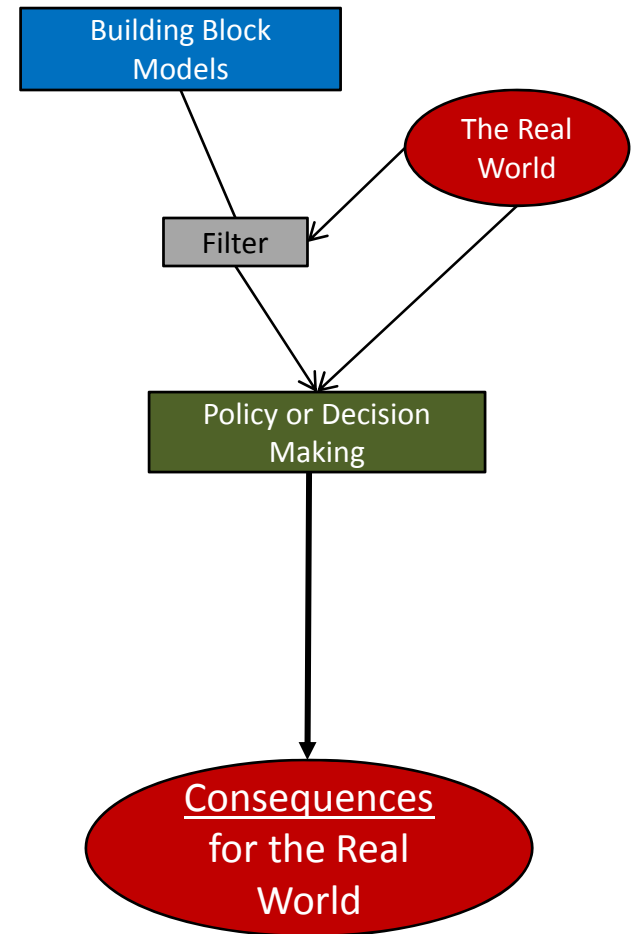 Building Block
Models
The Real
World
Filter
Policy or Decision
Making
Consequences
for the Real
World